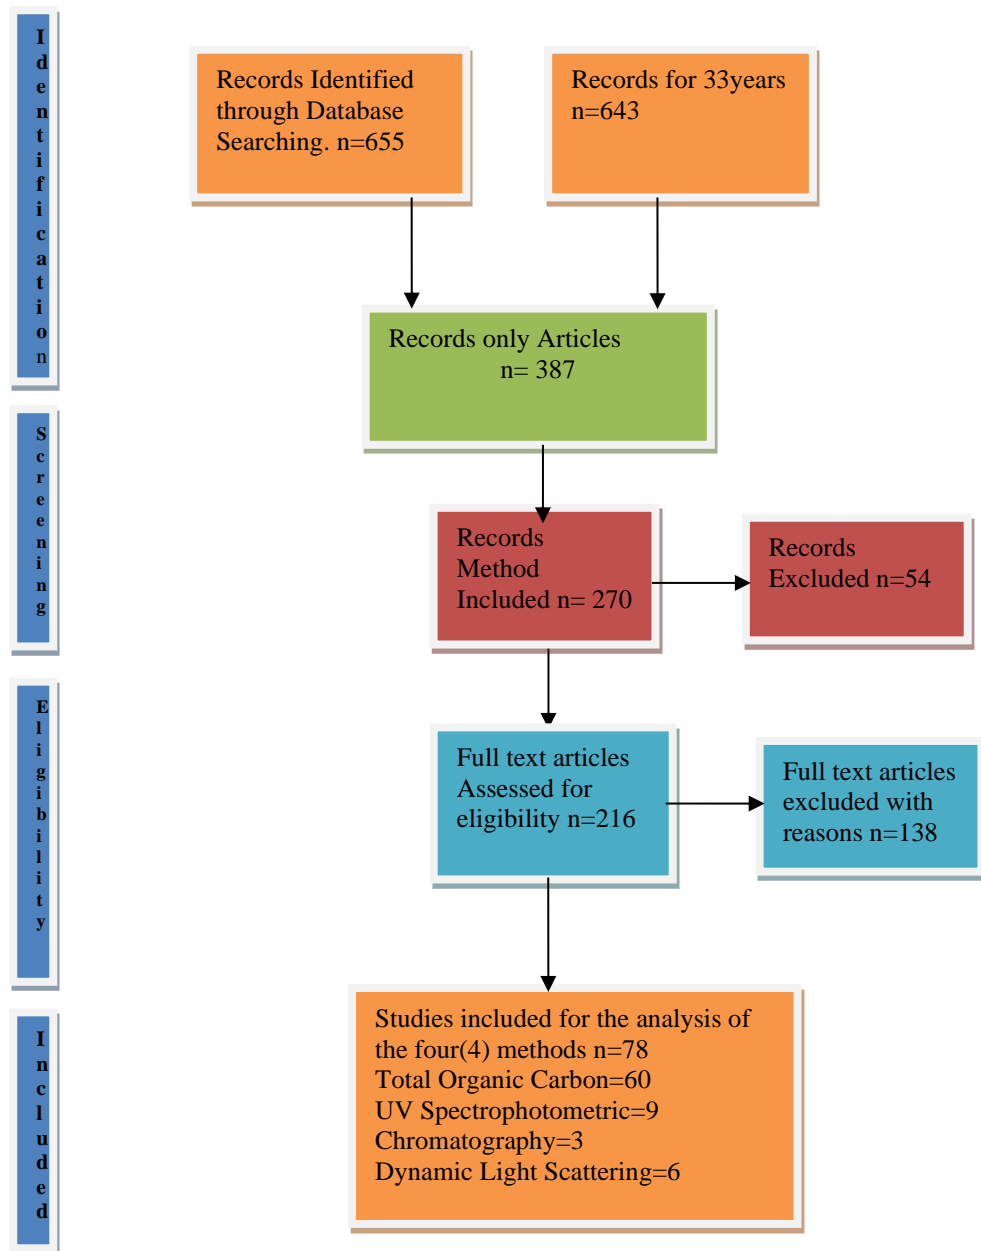 Identification
Records Identified
through Database
Searching. n=655
Records for 33years
n=643
Records only Articles
n= 387
Screening
Records
Method
Included n= 270
Records
Excluded n=54
Eligibility
Full text articles
Assessed for
eligibility n=216
Full text articles
excluded with
reasons n=138
Included
Studies included for the analysis of
the four(4) methods n=78
Total Organic Carbon=60
UV Spectrophotometric=9
Chromatography=3
Dynamic Light Scattering=6